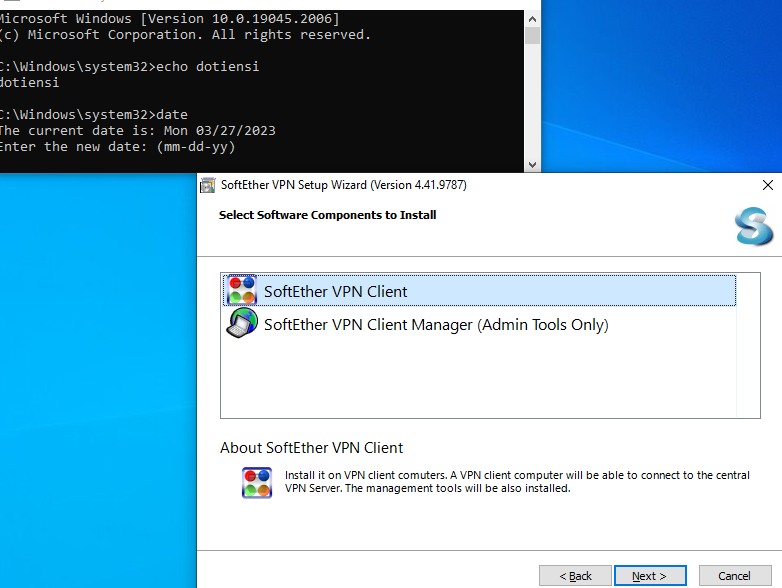 Microsoft Windows [Version 10.0.19045.2006]
(c) Microsoft Corporation. All rights reserved.
C:\Windows\system32>echo dotiensi
dotiensi
C:\Windows\system32>date
The current date is: Mon 03/27/2023
Enter the new date: (mm-dd-yy)
SoftEther VPN Setup Wizard (Version 4.41.9787)
Select Software Components to Install
SoftEther VPN Client
SoftEther VPN Client Manager (Admin Tools Only)
About SoftEther VPN Client
Install it on VPN client comuters. A VPN client computer will be able to connect to the central
VPN Server. The management tools will be also installed.
< Back
Next >
Cancel